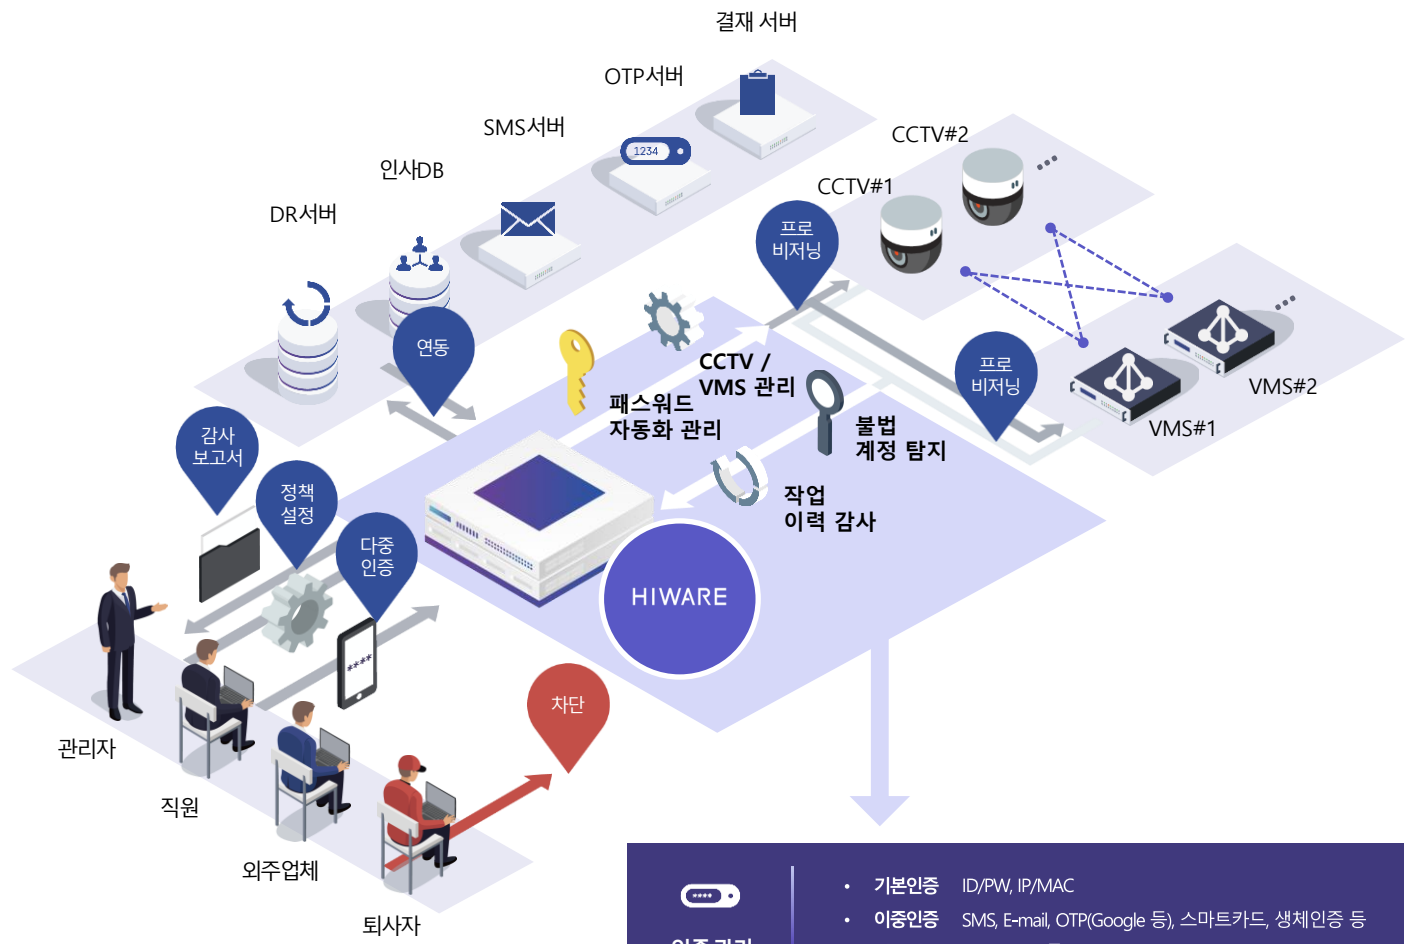 결재 서버
OTP서버
SMS서버
인사DB
DR서버
1234
CCTV#2
CCTV#1
프로
비저닝
연동
프로
비저닝
VMS#2
VMS#1
CCTV /
VMS 관리
패스워드
자동화 관리
불법
계정 탐지
작업
이력 감사
감사
보고서
정책
설정
다중
인증
****
HIWARE
차단
관리자
직원
외주업체
퇴사자
****
• 기본인증 ID/PW, IP/MAC
• 이중인증 SMS, E-mail, OTP(Google 등), 스마트카드, 생체인증 등